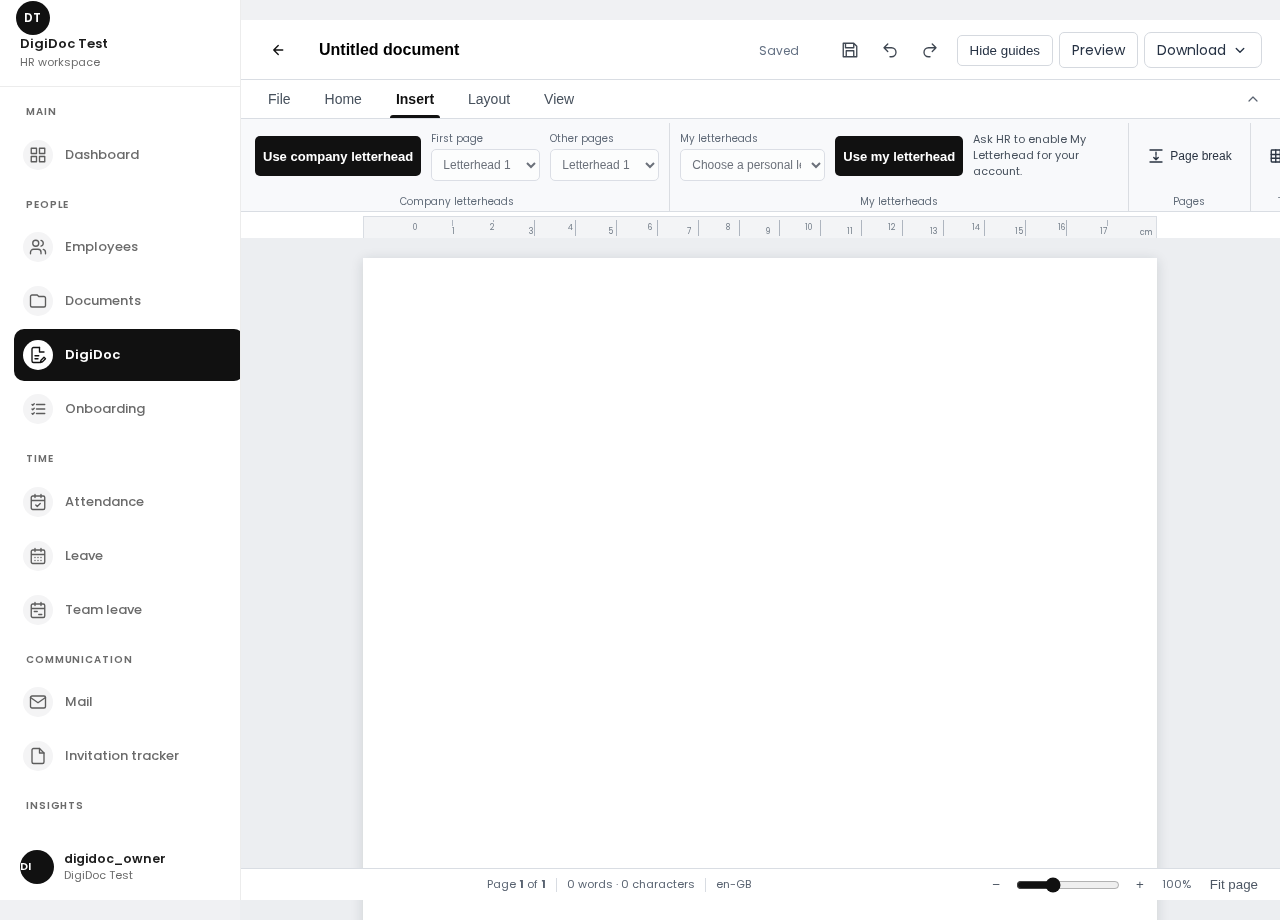 DT
DigiDoc Test
HR workspace
MAIN
Dashboard
PEOPLE
Employees
Documents
DigiDoc
Onboarding
TIME
Attendance
Leave
Team leave
COMMUNICATION
Mail
Invitation tracker
INSIGHTS
DI
digidoc_owner
DigiDoc Test
Untitled document
Saved
Hide guides
Preview
Download
File Home Insert Layout View
Use company letterhead
First page
Letterhead 1
Other pages
Letterhead 1
Company letterheads
My letterheads
Choose a personal le
Use my letterhead
Ask HR to enable My
Letterhead for your
account.
My letterheads
Page break
Pages
0 1 2 3 4 5 6 7 8 9 10 11 12 13 14 15 16 17 cm
Page 1 of 1
0 words · 0 characters
en-GB
− + 100% Fit page